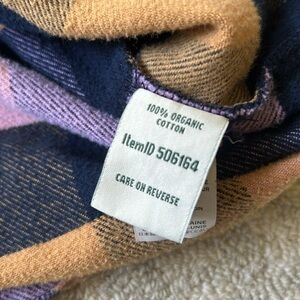 100% ORGANIC
COTTON
ItemID 506164
CARE ON REVERSE